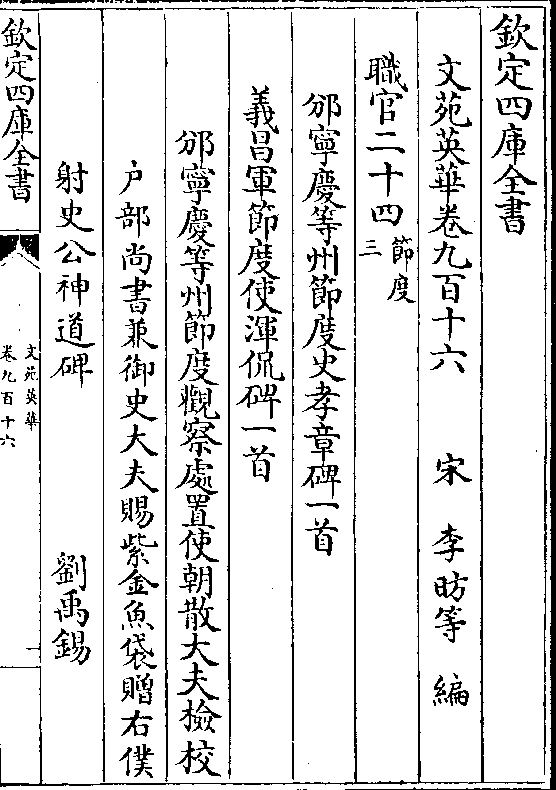 欽定四庫全書
文苑英華卷九百十六　宋　李昉等　編
職官二十四節度三
邠寧慶等州節度史孝章碑一首
義昌軍節度使渾侃碑一首
邠寧慶等州節度觀察處置使朝散大夫檢校
户部尚書兼御史大夫賜紫金魚袋贈右僕
射史公神道碑　劉禹錫
欽定四庫全書
文苑英華
卷九百十六
一